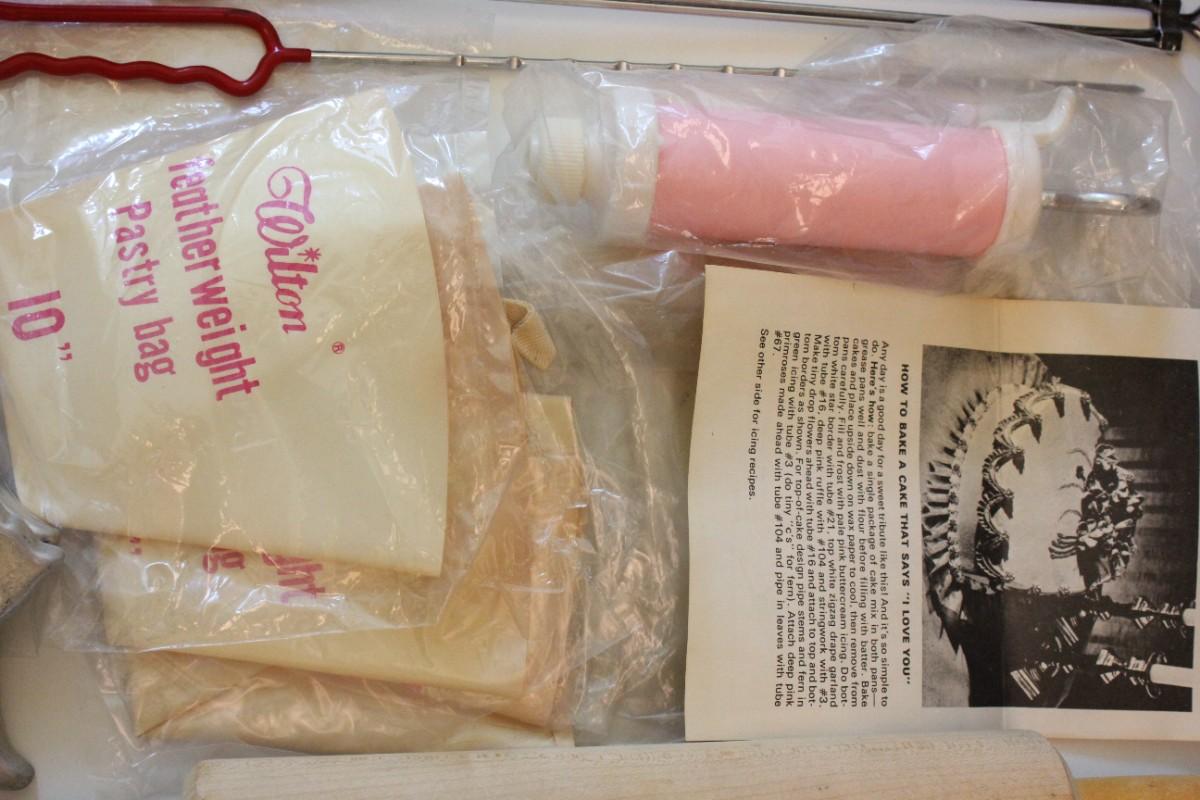 Wilton®
featherweight
Pastry bag
10”
ght
g
”
HOW TO BAKE A CAKE THAT SAYS “I LOVE YOU”
Any day is a good day for a sweet tribute like this! And it's so simple to
do. Here's how: bake a single package of cake mix in both pans—
grease pans well and dust with flour before filling with batter. Bake
cakes and place upside down on wax paper to cool, then remove from
pans carefully. Fill and frost with pale pink buttercream icing. Do bot-
tom white star border with tube #21, top white zigzag drape garland
with tube #16, deep pink ruffle with #104 and stringwork with #3.
Make tiny drop flowers ahead with tube #16 and attach to top and bot-
tom borders as shown. For top-of-cake design pipe stems and fern in
green icing with tube #3 (do tiny “c's” for fern). Attach deep pink
primroses made ahead with tube #104 and pipe in leaves with tube
#67.
See other side for icing recipes.